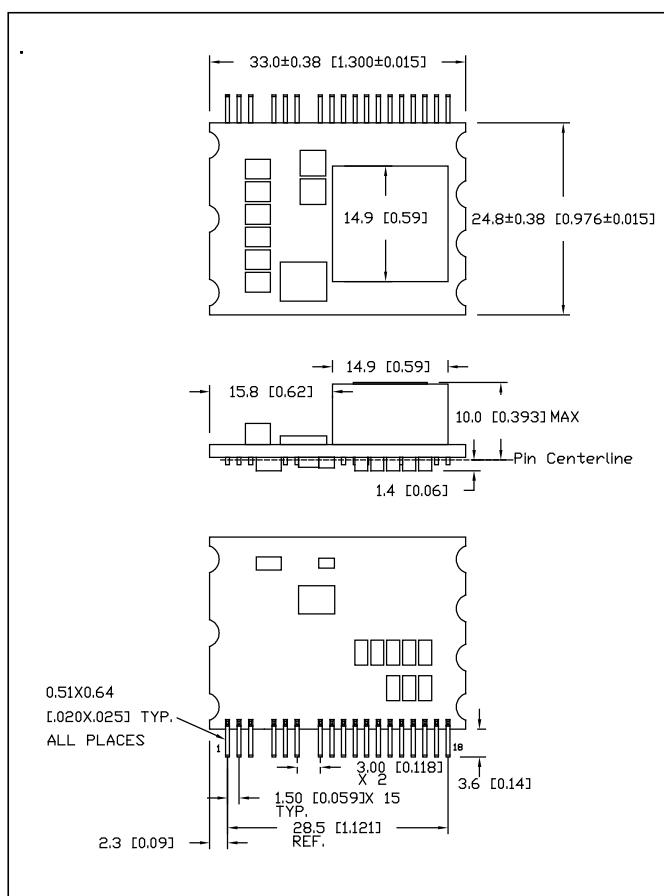 33.0±0.38 [1.300±0.015]
14.9 [0.59]
24.8±0.38 [0.976±0.015]
14.9 [0.59]
15.8 [0.62]
10.0 [0.393] MAX
Pin Centerline
1.4 [0.06]
0.51X0.64
[.020X.025] TYP.
ALL PLACES
1
18
3.00 [0.118]
X 2
3.6 [0.14]
1.50 [0.059]X 15
TYP.
28.5 [1.121]
REF.
2.3 [0.09]